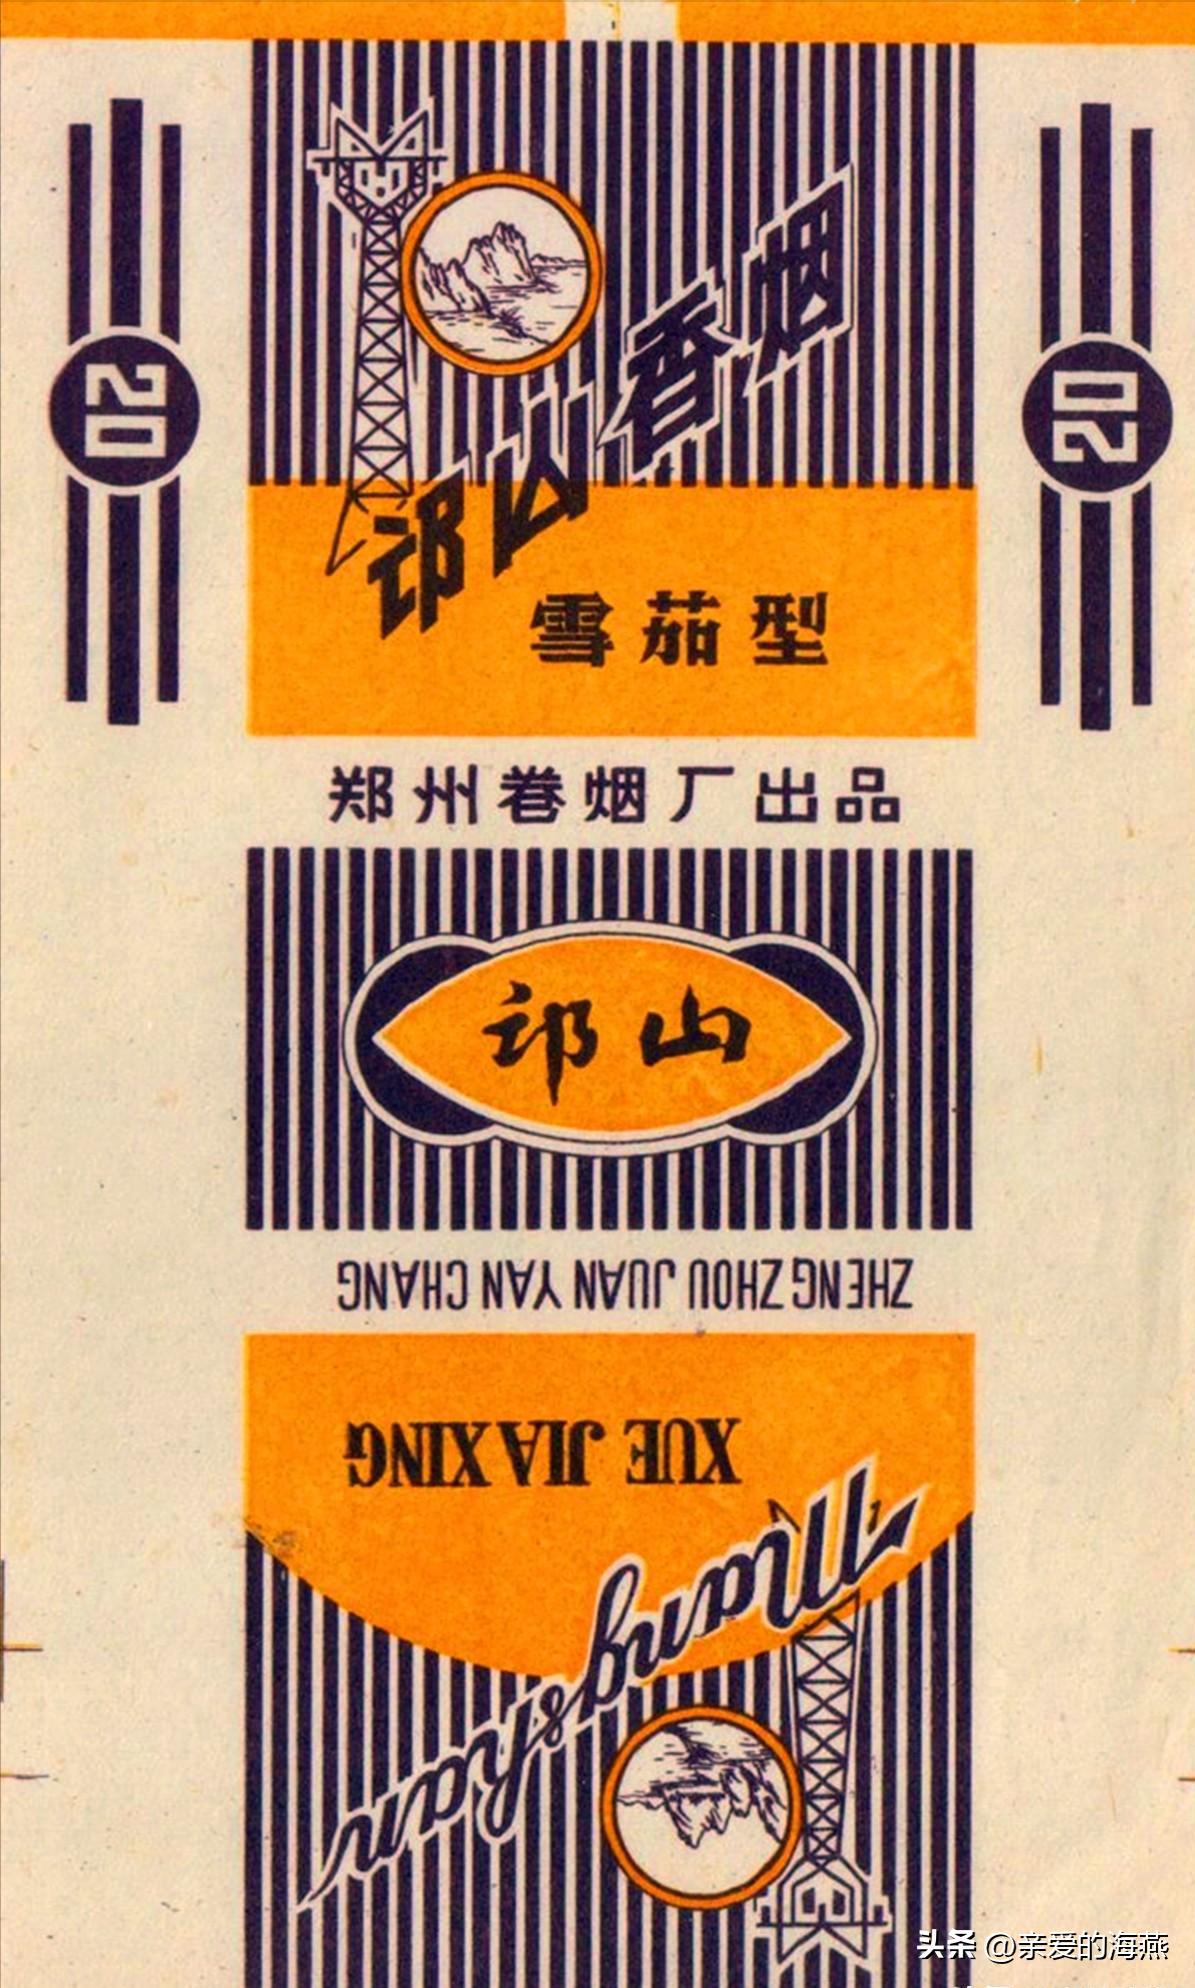 20
20
邙山香烟
雪茄型
郑州卷烟厂出品
邙山
ZHENG ZHOU JUAN YAN CHANG
XUE JIA XING
Mangshan
头条 @亲爱的海燕